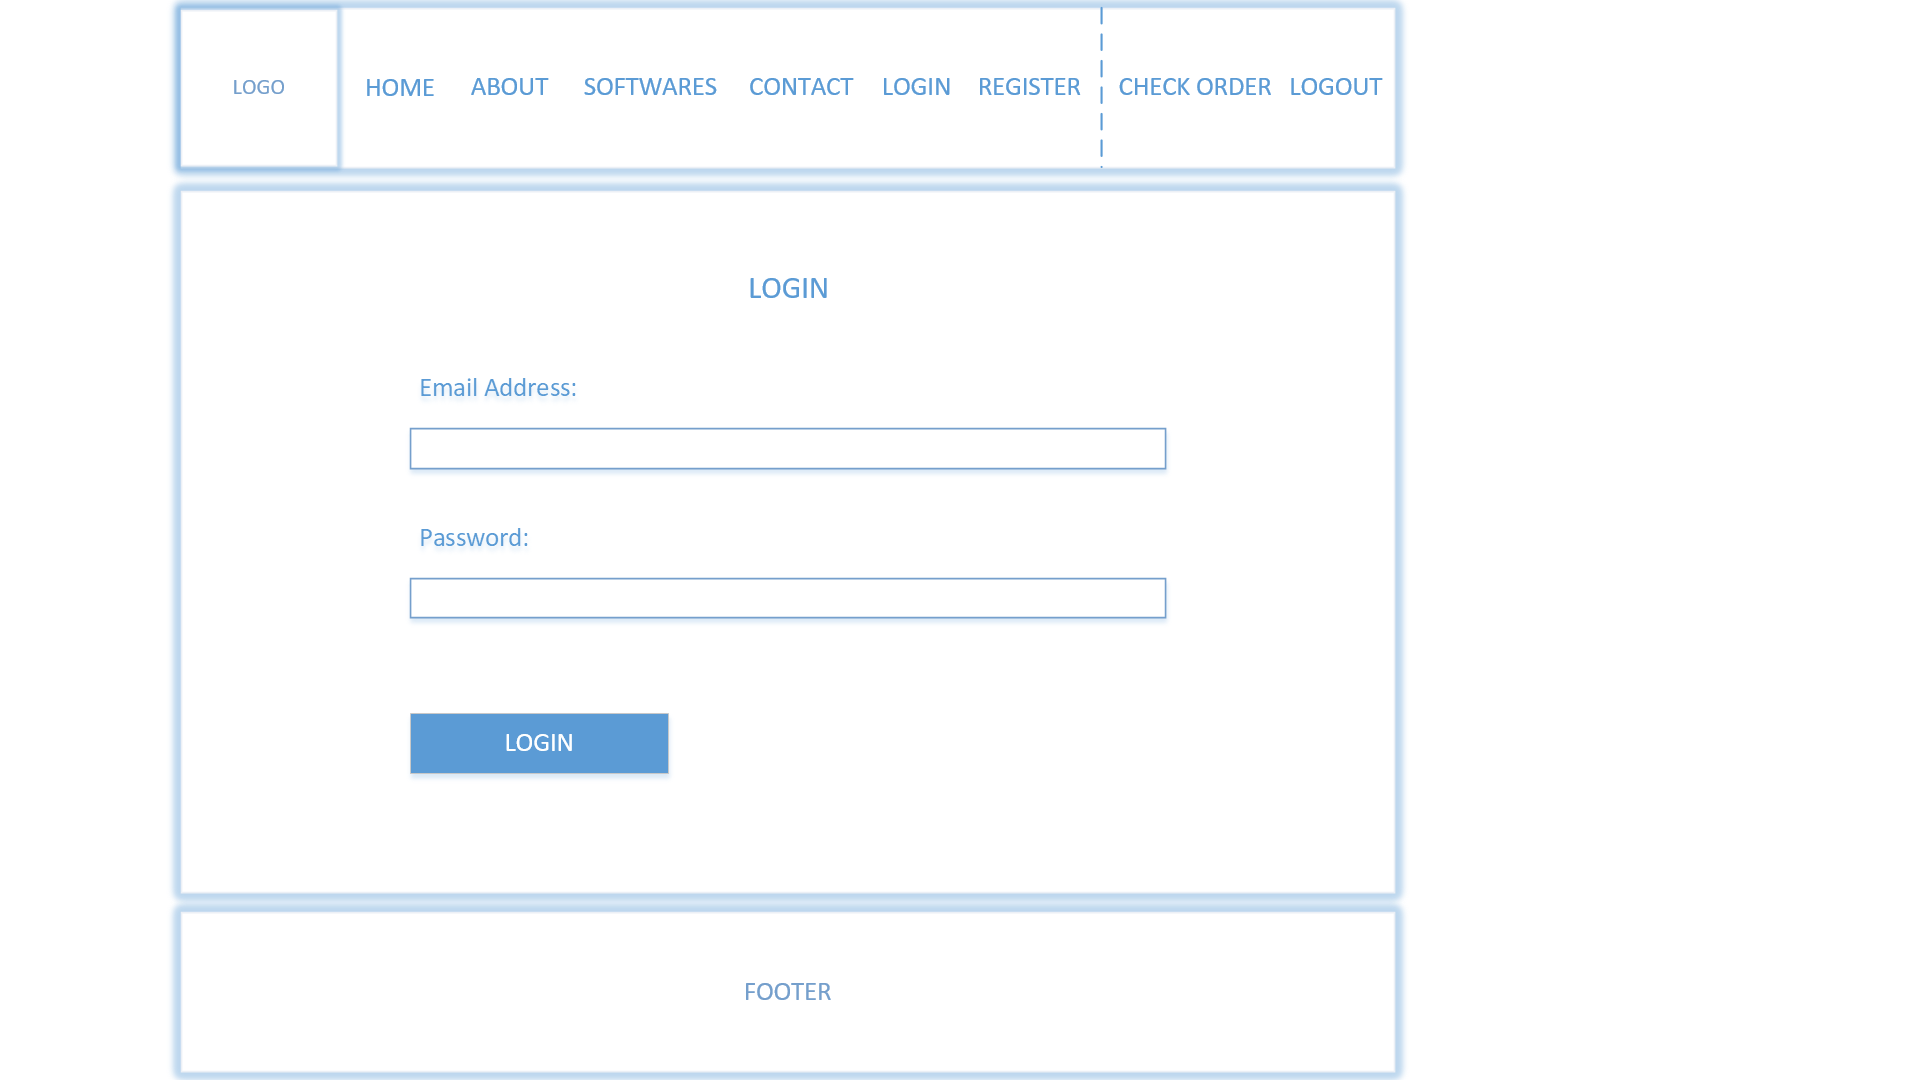 LOGO HOME ABOUT SOFTWARES CONTACT LOGIN REGISTER CHECK ORDER LOGOUT
LOGIN
Email Address:
Password:
LOGIN
FOOTER